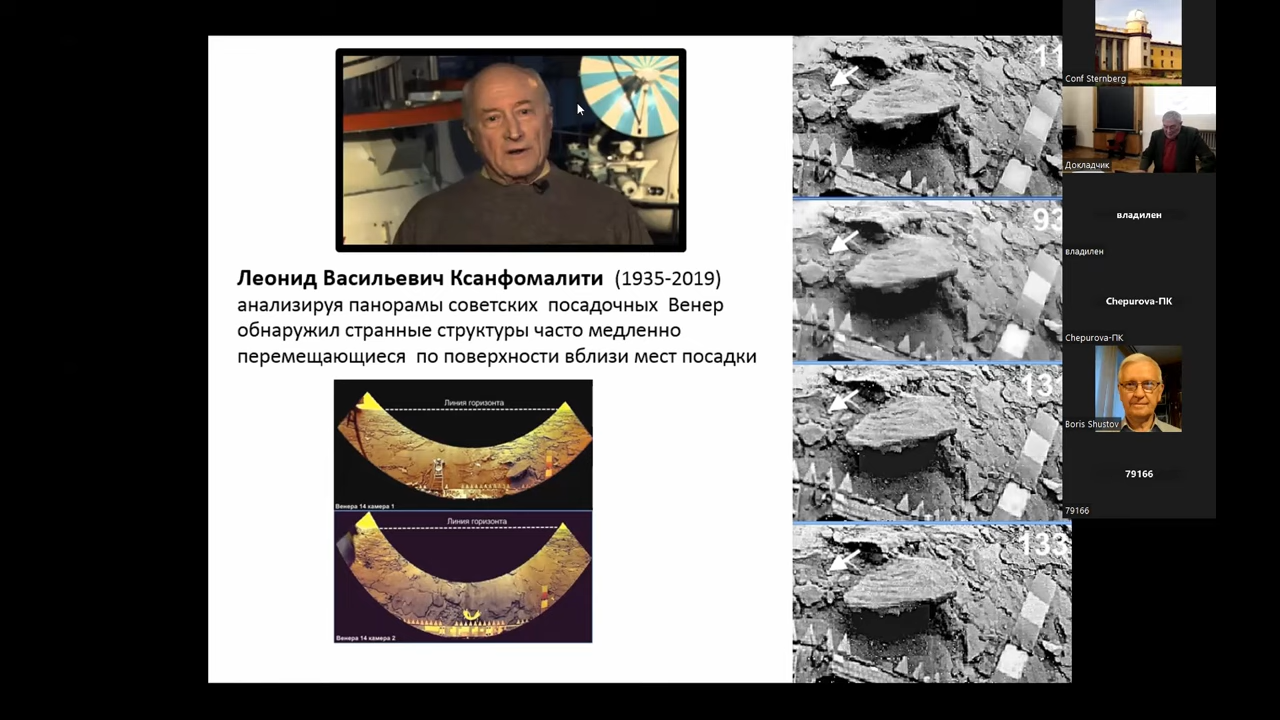 Леонид Васильевич Ксанфомалити (1935-2019)
анализируя панорамы советских посадочных Венер
обнаружил странные структуры часто медленно
перемещающиеся по поверхности вблизи мест посадки
Линия горизонта
Венера 14 камера 1
Линия горизонта
Венера 14 камера 2
93
133
Conf Sternberg
Докладчик
владилен
владилен
Chepurova-ПК
Chepurova-ПК
Boris Shustov
79166
79166